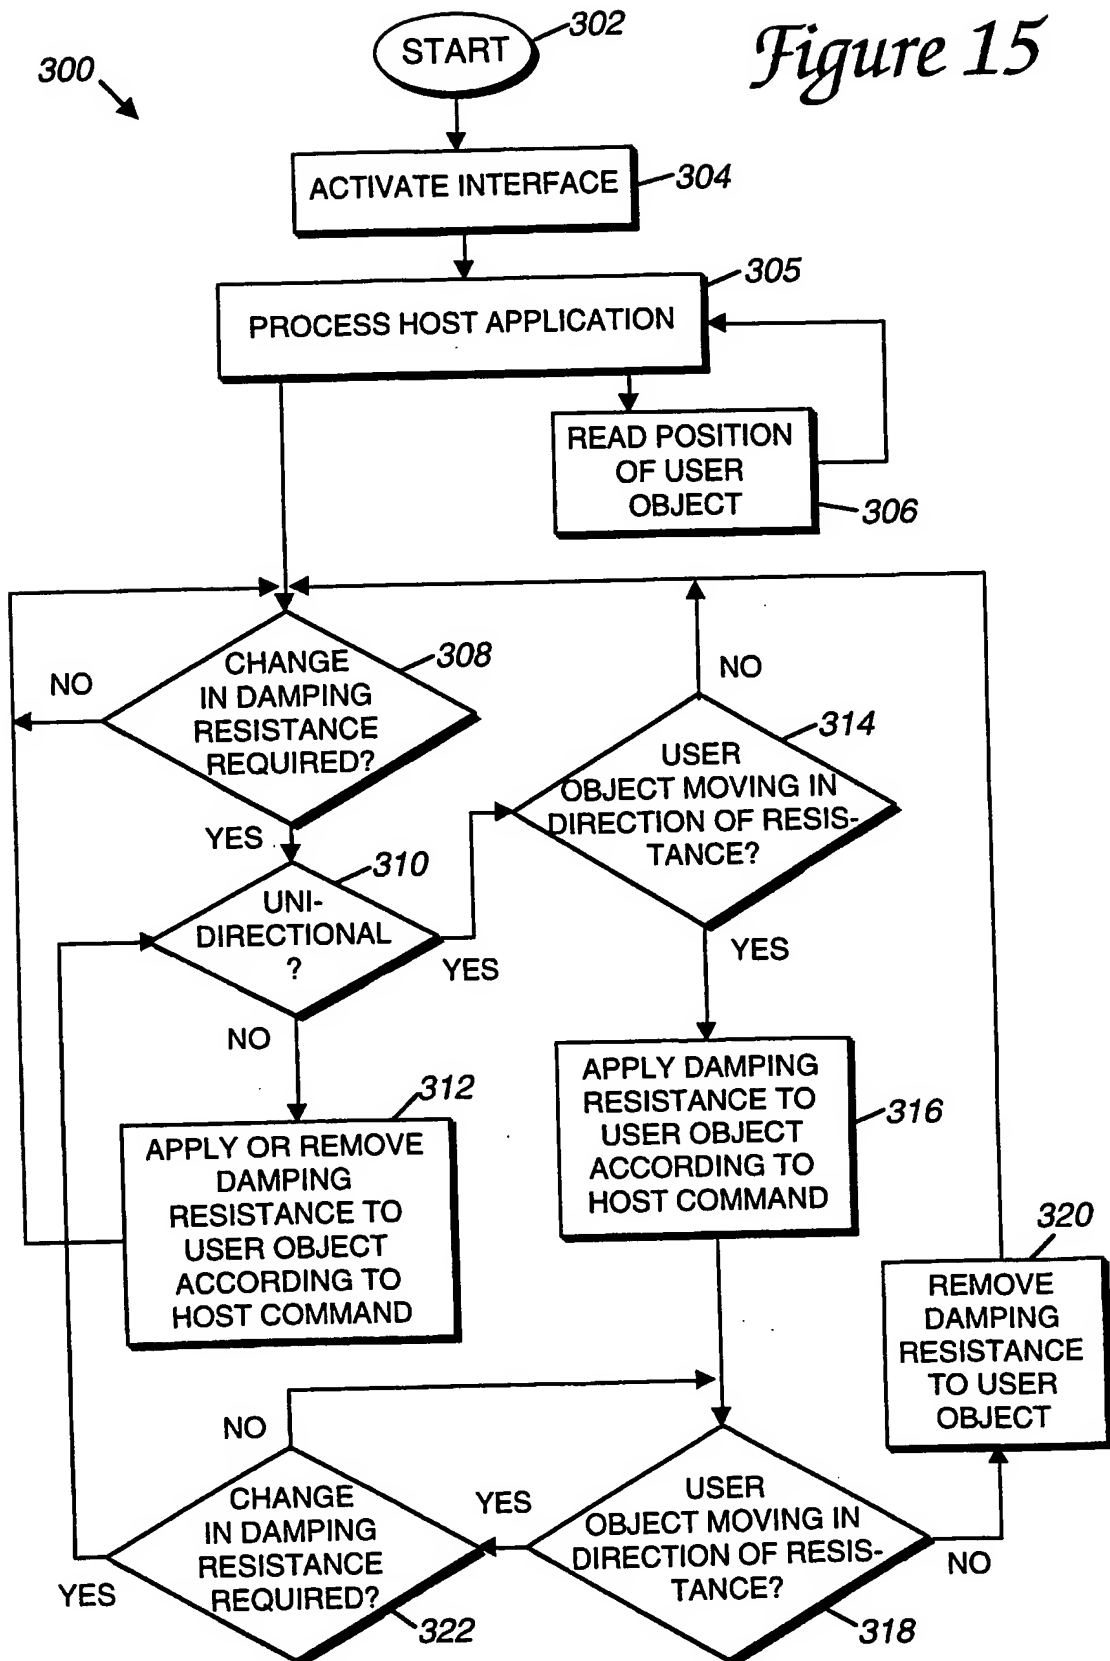 Figure 15
300
START
302
ACTIVATE INTERFACE
304
PROCESS HOST APPLICATION
305
READ POSITION
OF USER
OBJECT
306
CHANGE
IN DAMPING
RESISTANCE
REQUIRED?
308
NO
YES
UNI-
DIRECTIONAL
?
310
YES
NO
APPLY OR REMOVE
DAMPING
RESISTANCE TO
USER OBJECT
ACCORDING TO
HOST COMMAND
312
NO
USER
OBJECT MOVING IN
DIRECTION OF RESIS-
TANCE?
314
YES
APPLY DAMPING
RESISTANCE TO
USER OBJECT
ACCORDING TO
HOST COMMAND
316
USER
OBJECT MOVING IN
DIRECTION OF RESIS-
TANCE?
318
YES
NO
REMOVE
DAMPING
RESISTANCE
TO USER
OBJECT
320
CHANGE
IN DAMPING
RESISTANCE
REQUIRED?
322
NO
YES